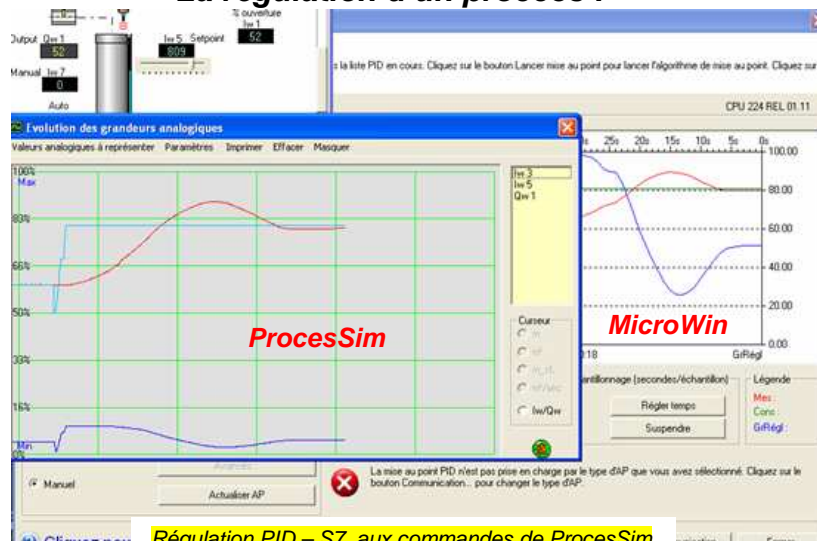 La régulation d'un process :
% ouverture
Iw 1
Output Qw 1
Iw 5 Setpoint
52
52
809
Manual Iw 7
0
Auto
s la liste PID en cours. Cliquez sur le bouton Lancer mise au point pour lancer l'algorithme de mise au point. Cliquez sur
CPU 224 REL 01.11
Evolution des grandeurs analogiques
Valeurs analogiques à représenter Paramètres Imprimer Effacer Masquer
100%
Max
83%
66%
50%
33%
16%
Min
0%
Iw 3
Iw 5
Qw 1
Curseur
Iw/Qw
ProcesSim
25s 20s 15s 10s 5s 0s
100.00
80.00
60.00
40.00
20.00
0.00
MicroWin
0:18
GrRégl
antillonnage (secondes/échantillon)
Régler temps
Suspendre
Légende
Mes :
Cons :
GrRégl :
Manuel
Actualiser AP
La mise au point PID n'est pas prise en charge par le type d'AP que vous avez sélectionné. Cliquez sur le
bouton Communication... pour changer le type d'AP.
Régulation PID – S7 aux commandes de ProcesSim